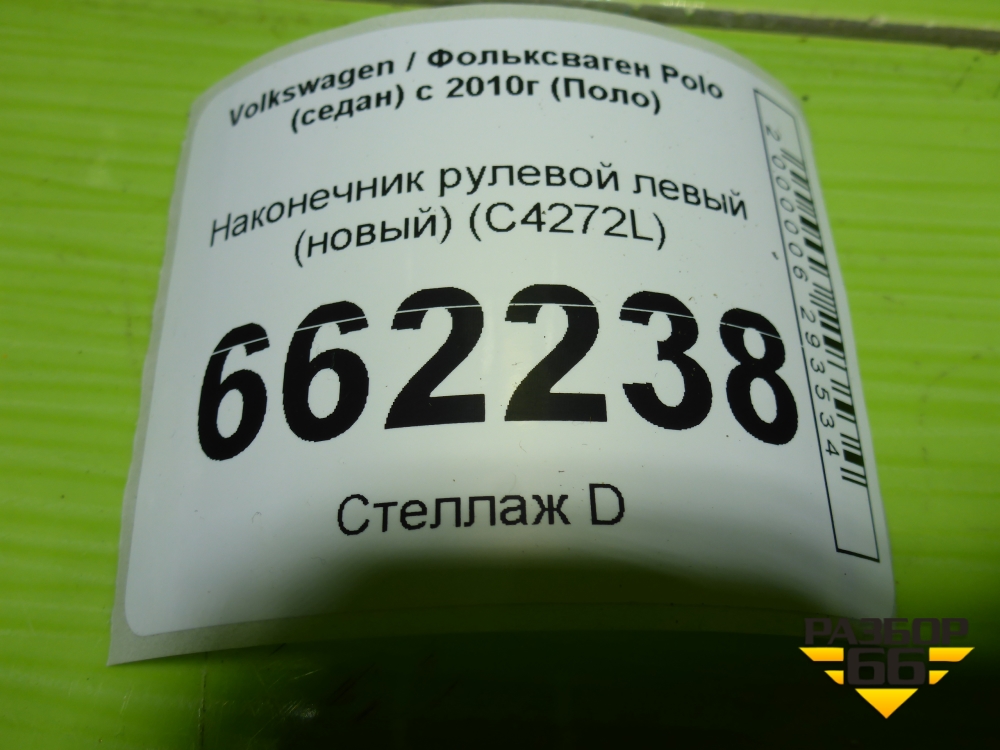 Volkswagen / Фольксваген Polo
(седан) с 2010г (Поло)
Наконечник рулевой левый
(новый) (C4272L)
662238
Стеллаж D
2000006293534
РАЗБОР
66